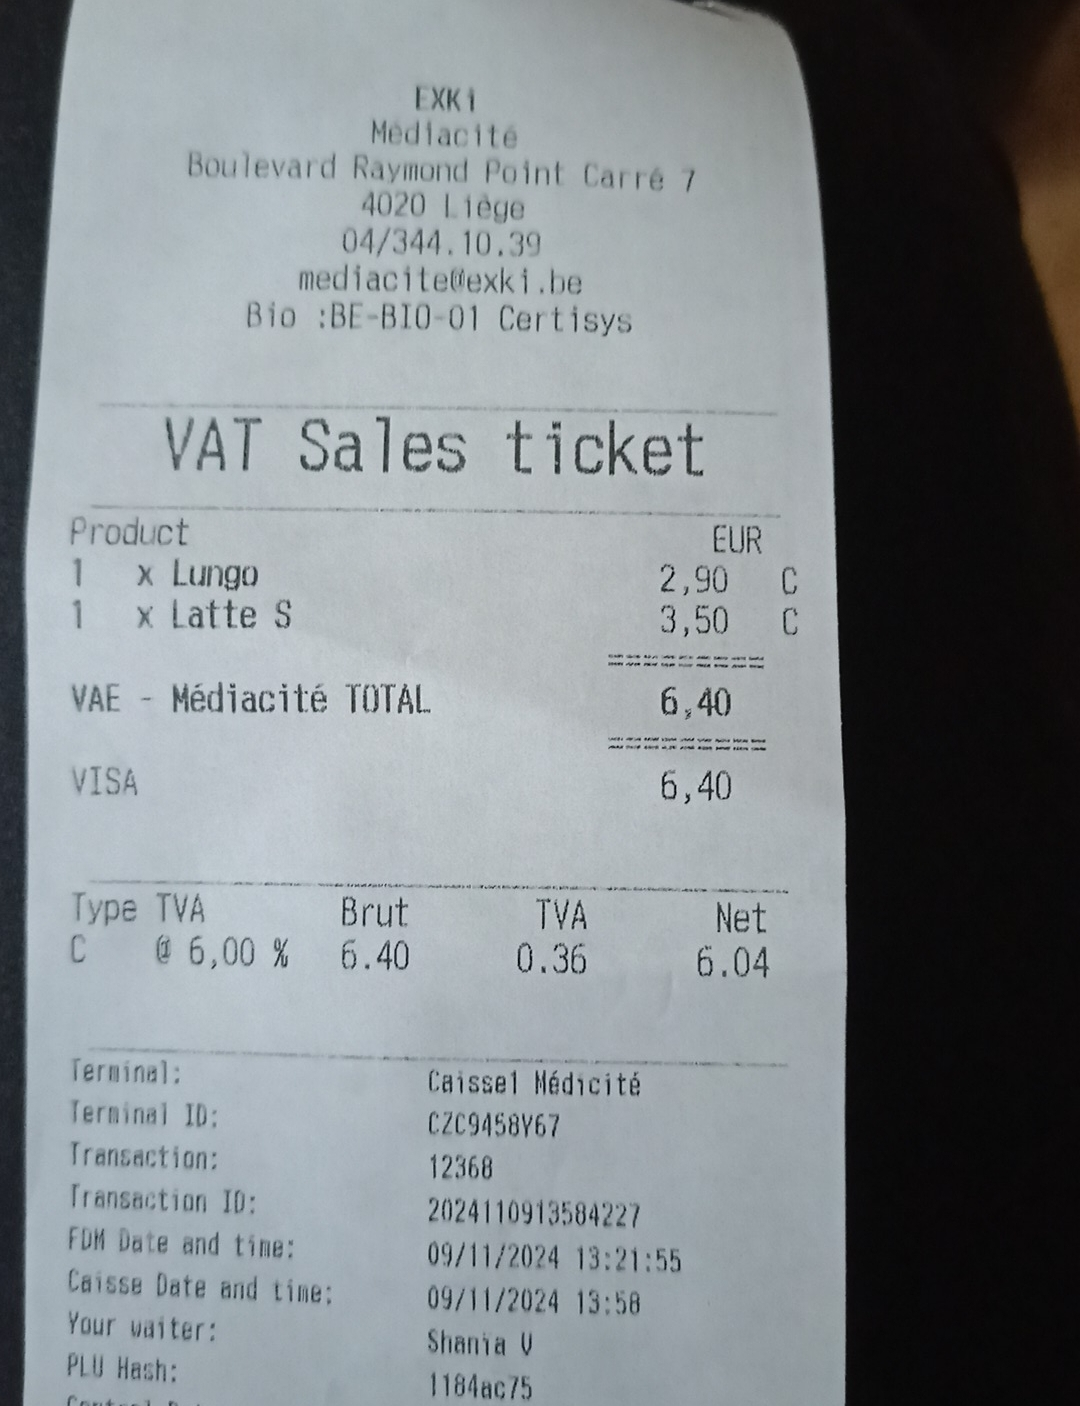 EXKi
Médiacité
Boulevard Raymond Point Carré 7
4020 Liège
04/344.10.39
mediacite@exki.be
Bio :BE-BIO-01 Certisys
VAT Sales ticket
Product EUR
1 x Lungo 2,90 C
1 x Latte S 3,50 C
VAE - Médiacité TOTAL 6,40
VISA 6,40
Type TVA Brut TVA Net
C @ 6,00 % 6.40 0.36 6.04
Terminal: Caisse1 Médicité
Terminal ID: CZC9458Y67
Transaction: 12368
Transaction ID: 2024110913584227
FDM Date and time: 09/11/2024 13:21:55
Caisse Date and time: 09/11/2024 13:58
Your waiter: Shania V
PLU Hash: 1184ac75